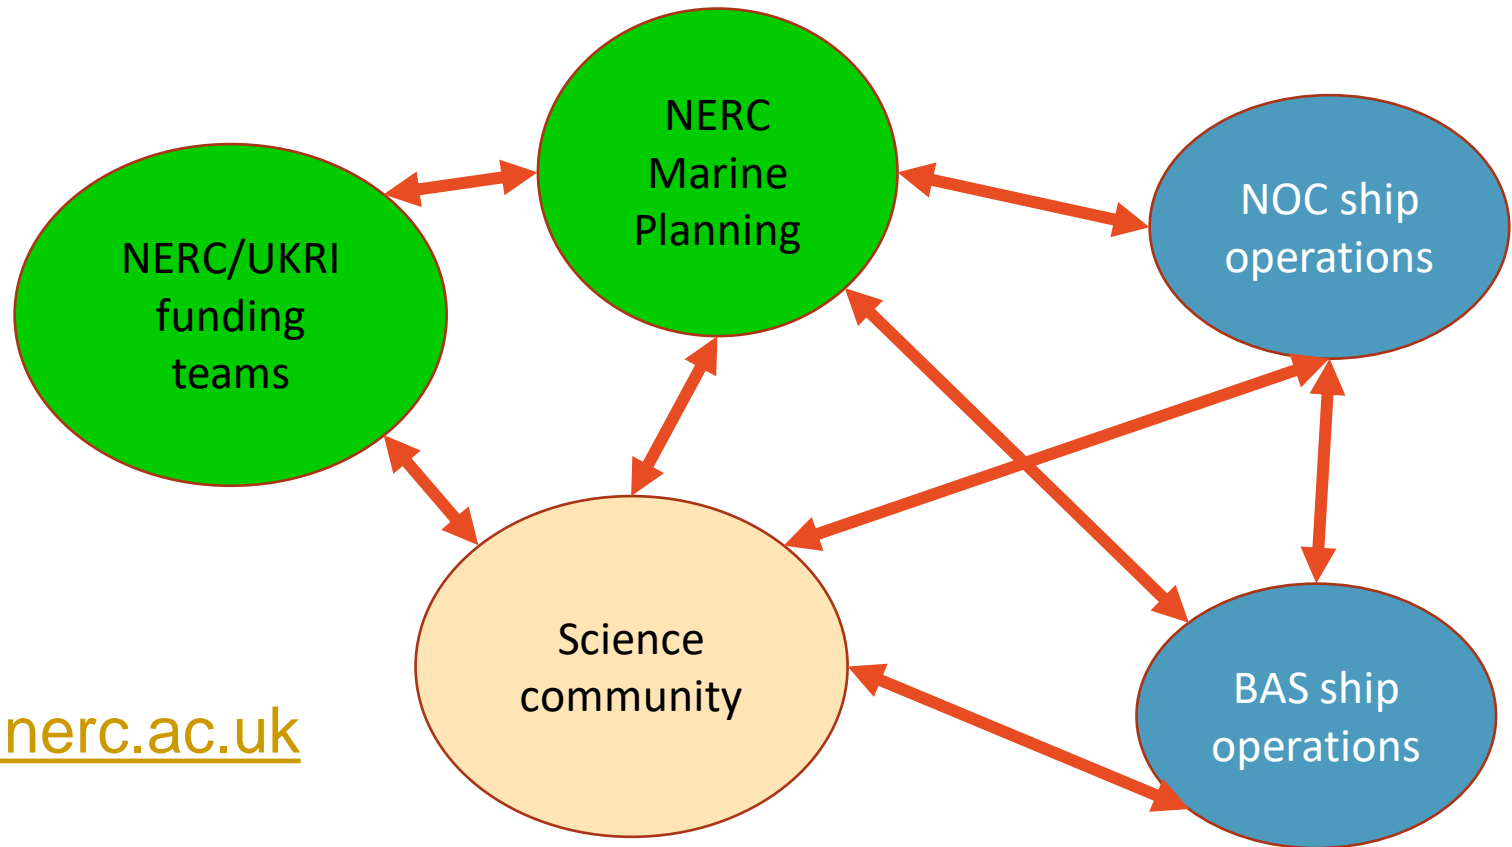 NERC
Marine
Planning
NOC ship
operations
NERC/UKRI
funding
teams
Science
community
BAS ship
operations
nerc.ac.uk